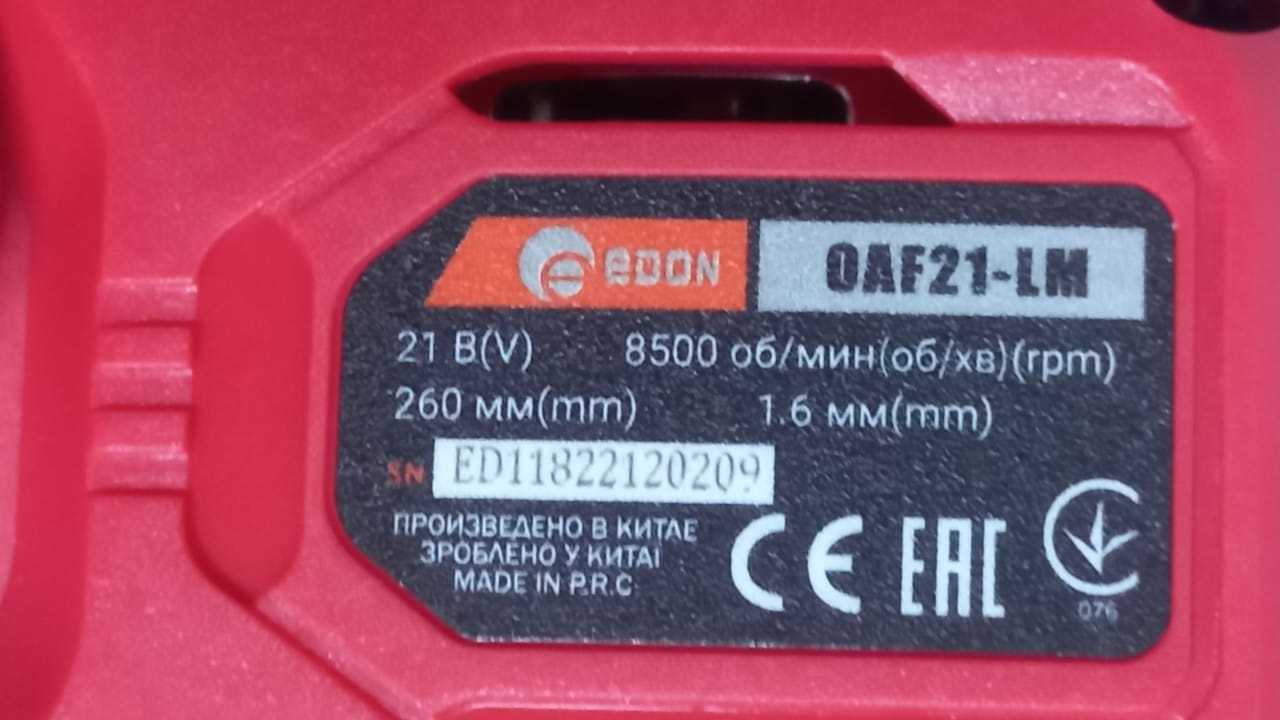 eDON OAF21-LM
21 В(V) 8500 об/мин(об/хв)(rpm)
260 мм(mm) 1.6 мм(mm)
SN ED11822120209
ПРОИЗВЕДЕНО В КИТАЕ
ЗРОБЛЕНО У КИТАЇ
MADE IN P.R.C
CE EAC
076